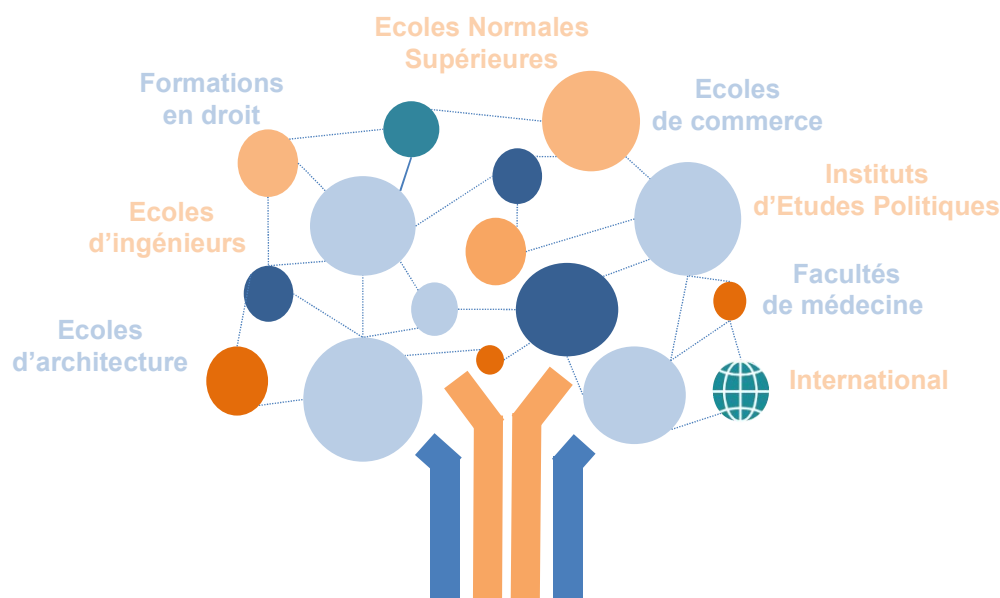 Ecoles Normales
Supérieures
Formations
en droit
Ecoles
de commerce
Instituts
d'Etudes Politiques
Ecoles
d'ingénieurs
Facultés
de médecine
Ecoles
d'architecture
International